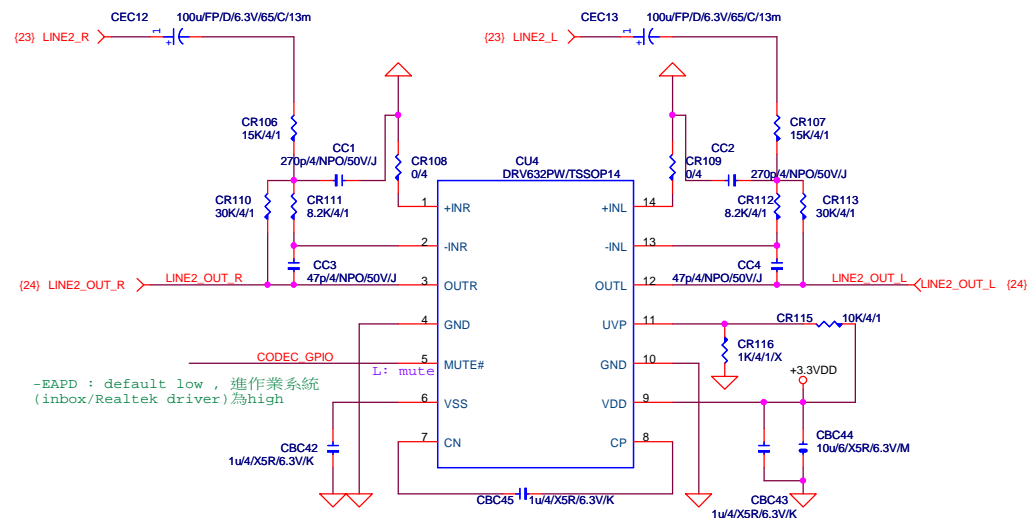 CEC12
100u/FP/D/6.3V/65/C/13m
{23} LINE2_R
1
+
CEC13
100u/FP/D/6.3V/65/C/13m
{23} LINE2_L
1
+
CR106
15K/4/1
CC1
270p/4/NPO/50V/J
CR108
0/4
CR110
30K/4/1
CR111
8.2K/4/1
CC3
47p/4/NPO/50V/J
{24} LINE2_OUT_R
LINE2_OUT_R
CU4
DRV632PW/TSSOP14
CR107
15K/4/1
CC2
270p/4/NPO/50V/J
CR109
0/4
CR112
8.2K/4/1
CR113
30K/4/1
CC4
47p/4/NPO/50V/J
LINE2_OUT_L
LINE2_OUT_L {24}
1 +INR
2 -INR
3 OUTR
4 GND
5 MUTE#
6 VSS
7 CN
+INL 14
-INL 13
OUTL 12
UVP 11
GND 10
VDD 9
CP 8
CODEC_GPIO
L: mute
-EAPD : default low , 進作業系統
(inbox/Realtek driver)為high
CBC42
1u/4/X5R/6.3V/K
CBC45
1u/4/X5R/6.3V/K
CR115
10K/4/1
CR116
1K/4/1/X
+3.3VDD
CBC44
10u/6/X5R/6.3V/M
CBC43
1u/4/X5R/6.3V/K